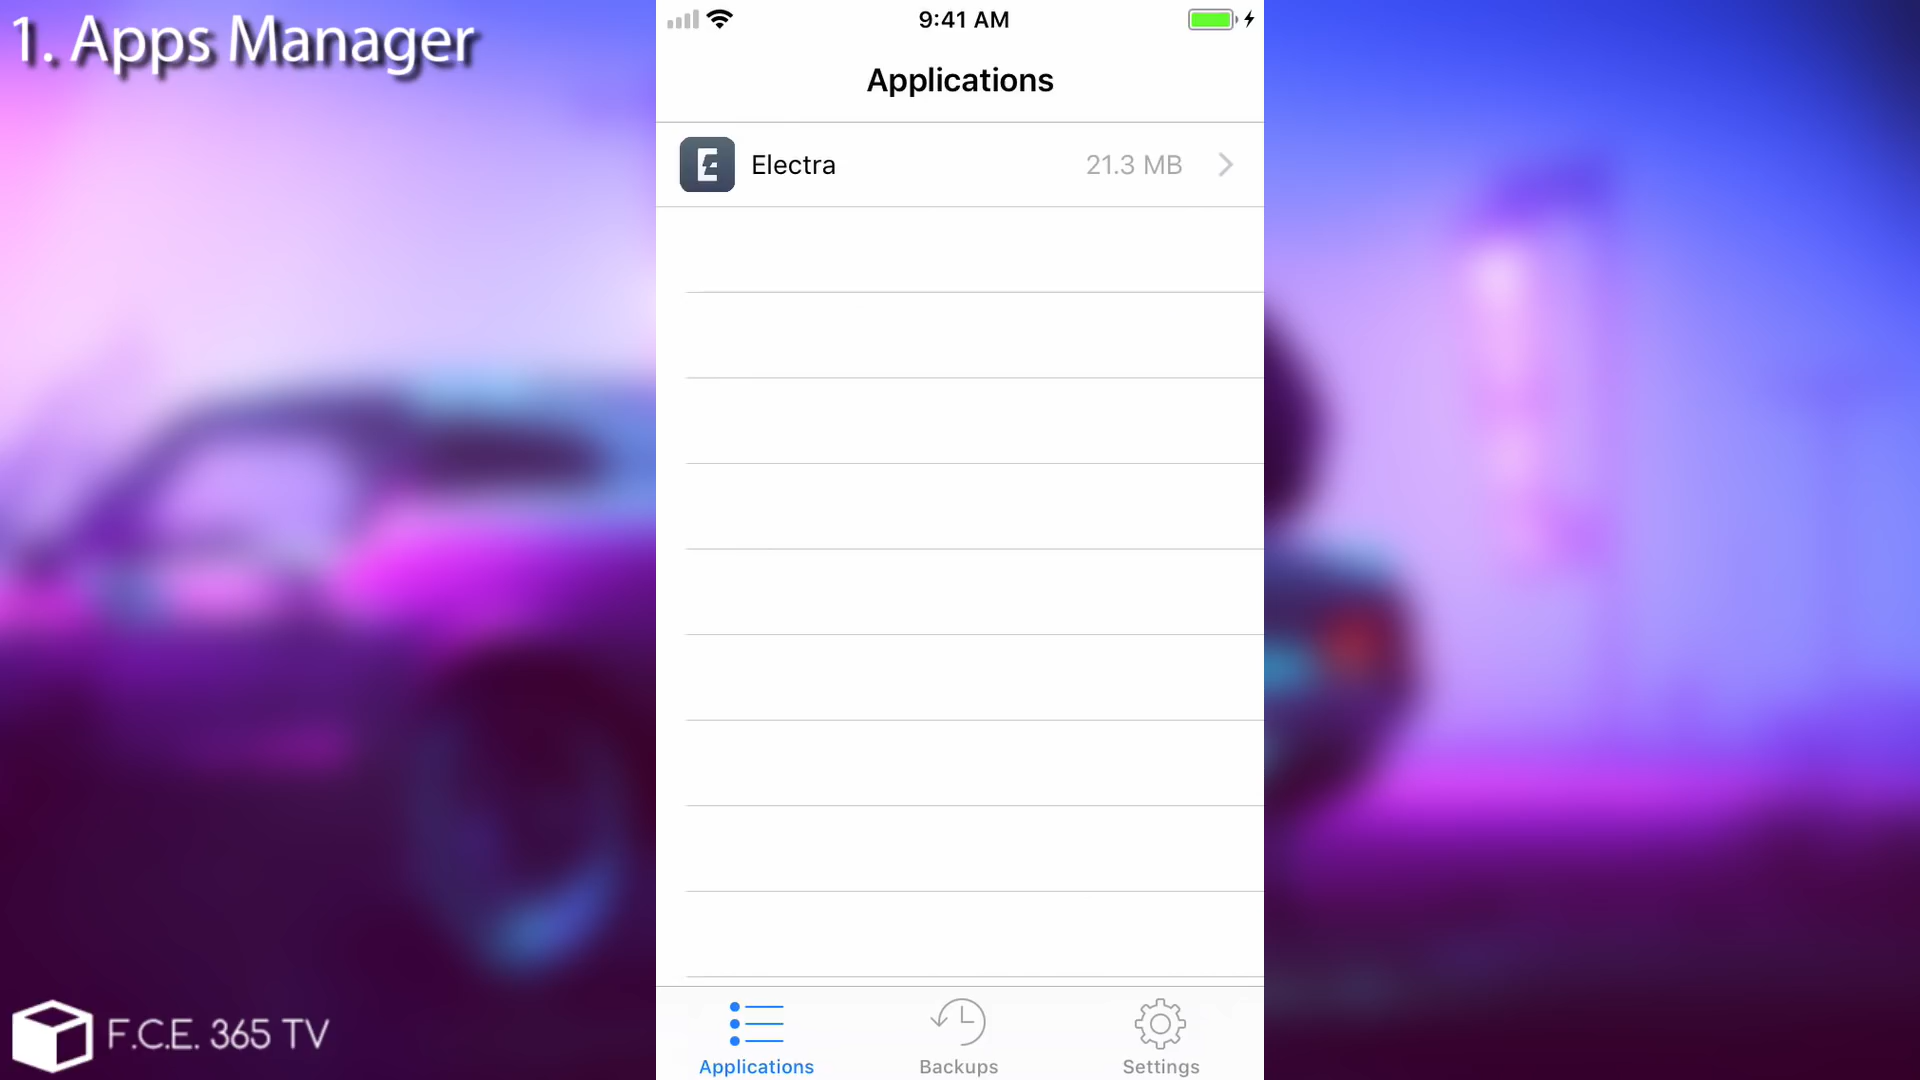 1. Apps Manager
9:41 AM
Applications
Electra
21.3 MB
Applications
Backups
Settings
F.C.E. 365 TV